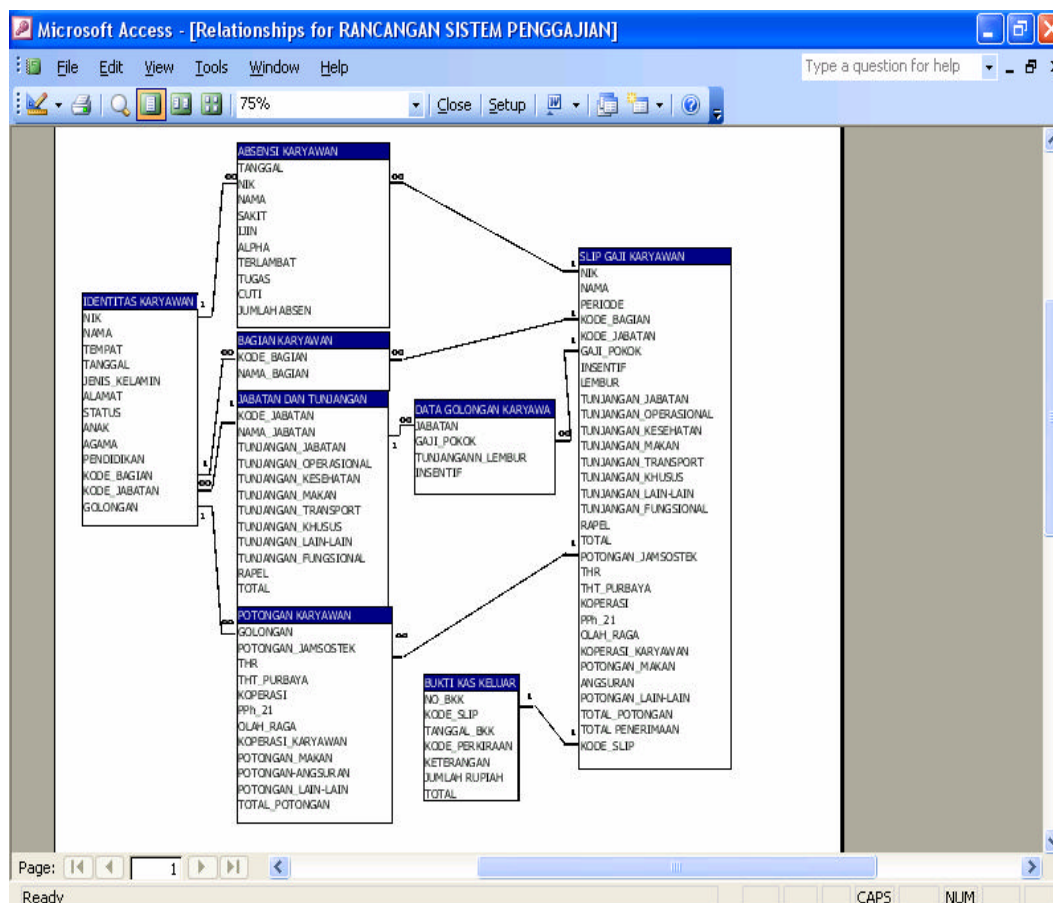 Microsoft Access - [Relationships for RANCANGAN SISTEM PENGGAJIAN]
File Edit View Tools Window Help
Type a question for help
75%
Close Setup
ABSENSI KARYAWAN
TANGGAL
NIK
NAMA
SAKIT
IJIN
ALPHA
TERLAMBAT
TUGAS
CUTI
JUMLAH ABSEN
IDENTITAS KARYAWAN
NIK
NAMA
TEMPAT
TANGGAL
JENIS_KELAMIN
ALAMAT
STATUS
ANAK
AGAMA
PENDIDIKAN
KODE_BAGIAN
KODE_JABATAN
GOLONGAN
BAGIAN KARYAWAN
KODE_BAGIAN
NAMA_BAGIAN
JABATAN DAN TUNJANGAN
KODE_JABATAN
NAMA_JABATAN
TUNJANGAN_JABATAN
TUNJANGAN_OPERASIONAL
TUNJANGAN_KESEHATAN
TUNJANGAN_MAKAN
TUNJANGAN_TRANSPORT
TUNJANGAN_KHUSUS
TUNJANGAN_LAIN-LAIN
TUNJANGAN_FUNGSIONAL
RAPEL
TOTAL
POTONGAN KARYAWAN
GOLONGAN
POTONGAN_JAMSOSTEK
THR
THT_PURBAYA
KOPERASI
PPh_21
OLAH_RAGA
KOPERASI_KARYAWAN
POTONGAN_MAKAN
POTONGAN-ANGSURAN
POTONGAN_LAIN-LAIN
TOTAL_POTONGAN
DATA GOLONGAN KARYAWA
JABATAN
GAJI_POKOK
TUNJANGANN_LEMBUR
INSENTIF
BUKTI KAS KELUAR
NO_BKK
KODE_SLIP
TANGGAL_BKK
KODE_PERKIRAAN
KETERANGAN
JUMLAH RUPIAH
TOTAL
SLIP GAJI KARYAWAN
NIK
NAMA
PERIODE
KODE_BAGIAN
KODE_JABATAN
GAJI_POKOK
INSENTIF
LEMBUR
TUNJANGAN_JABATAN
TUNJANGAN_OPERASIONAL
TUNJANGAN_KESEHATAN
TUNJANGAN_MAKAN
TUNJANGAN_TRANSPORT
TUNJANGAN_KHUSUS
TUNJANGAN_LAIN-LAIN
TUNJANGAN_FUNGSIONAL
RAPEL
TOTAL
POTONGAN_JAMSOSTEK
THR
THT_PURBAYA
KOPERASI
PPh_21
OLAH_RAGA
KOPERASI_KARYAWAN
POTONGAN_MAKAN
ANGSURAN
POTONGAN_LAIN-LAIN
TOTAL_POTONGAN
TOTAL PENERIMAAN
KODE_SLIP
Page: 1
Ready CAPS NUM